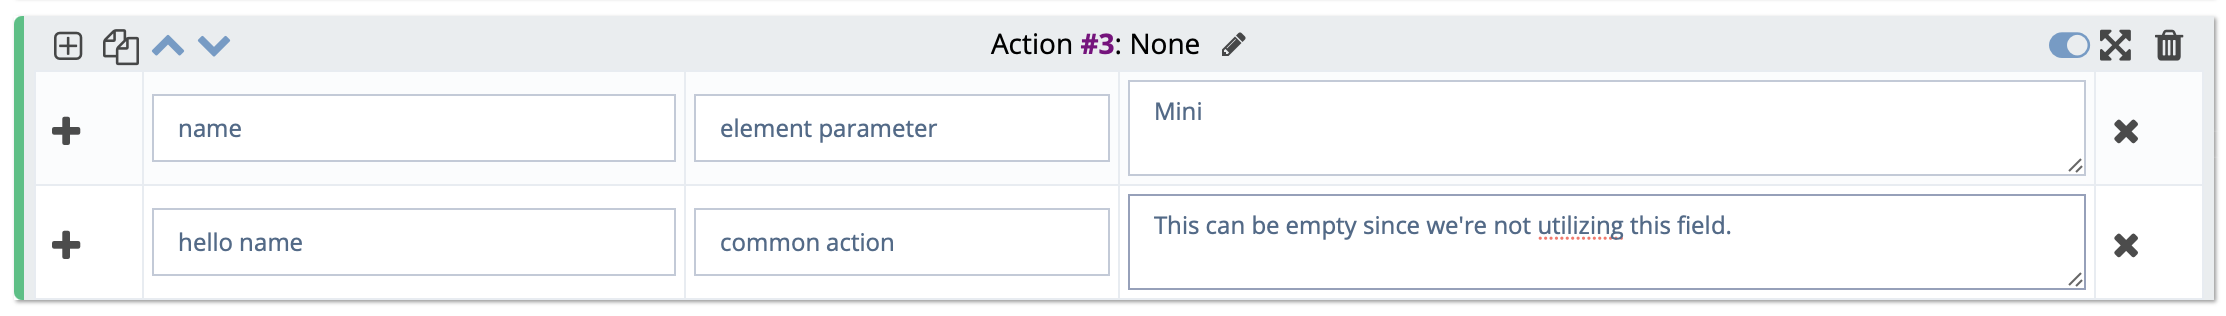 Action #3: None
name
element parameter
Mini
hello name
common action
This can be empty since we're not utilizing this field.